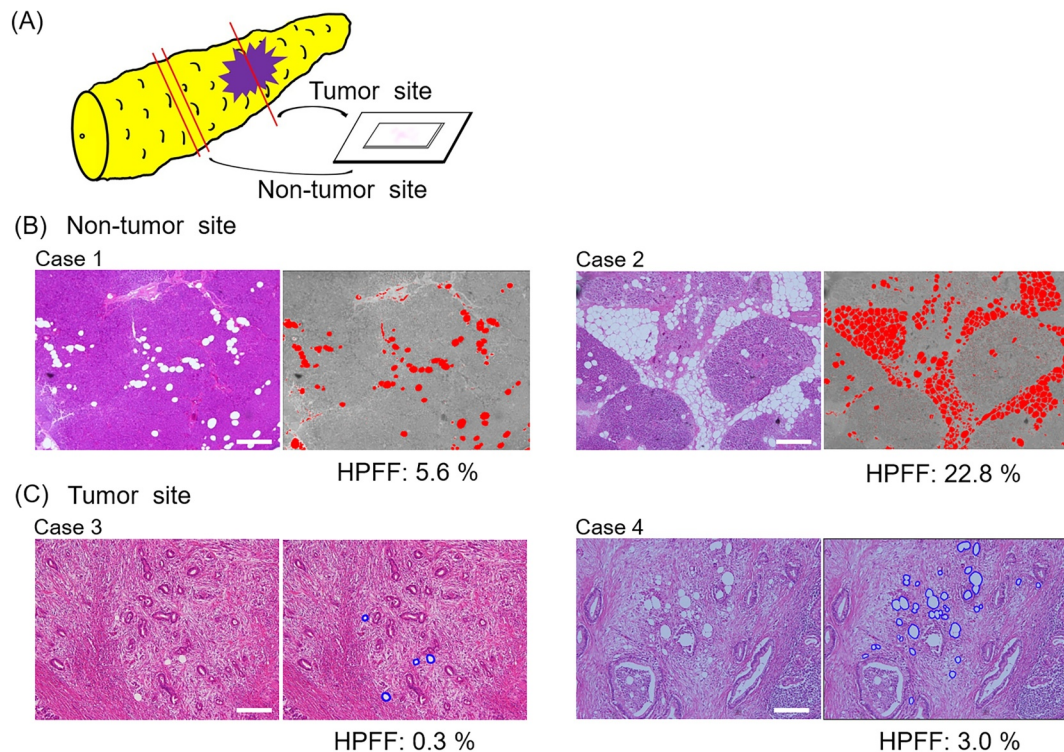 (A)
Tumor site
Non-tumor site
(B) Non-tumor site
Case 1
Case 2
HPFF: 5.6 %
HPFF: 22.8 %
(C) Tumor site
Case 3
Case 4
HPFF: 0.3 %
HPFF: 3.0 %